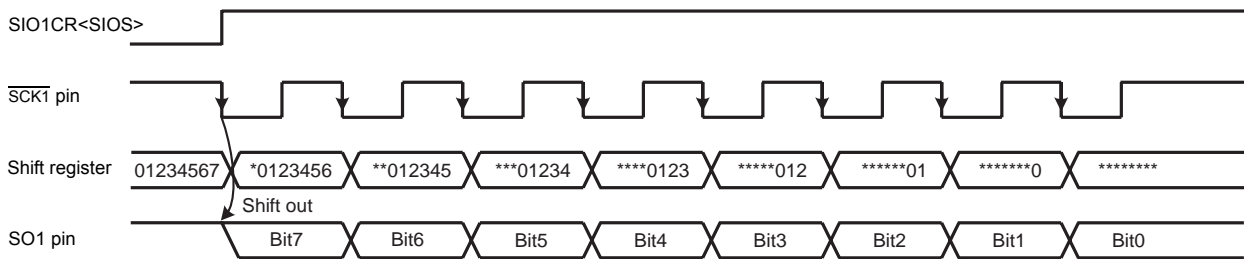 SIO1CR<SIOS>
SCK1 pin
Shift register 01234567 *0123456 **012345 ***01234 ****0123 *****012 ******01 *******0 ********
Shift out
SO1 pin Bit7 Bit6 Bit5 Bit4 Bit3 Bit2 Bit1 Bit0